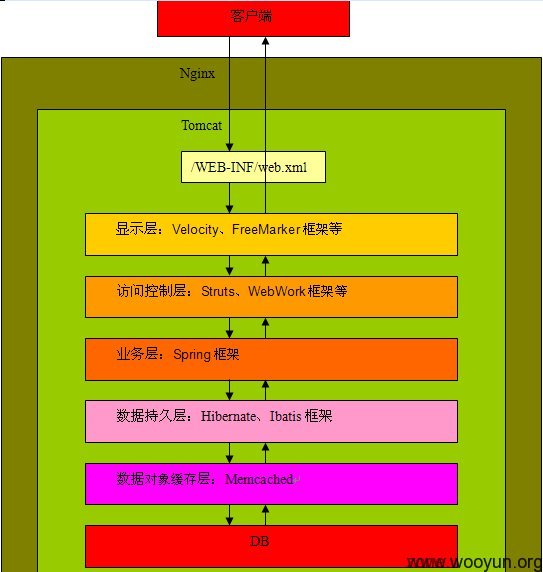 客户端
Nginx
Tomcat
/WEB-INF/web.xml
显示层：Velocity、FreeMarker 框架等
访问控制层：Struts、WebWork 框架等
业务层：Spring 框架
数据持久层：Hibernate、Ibatis 框架
数据对象缓存层：Memcached
DB
www.wooyun.org